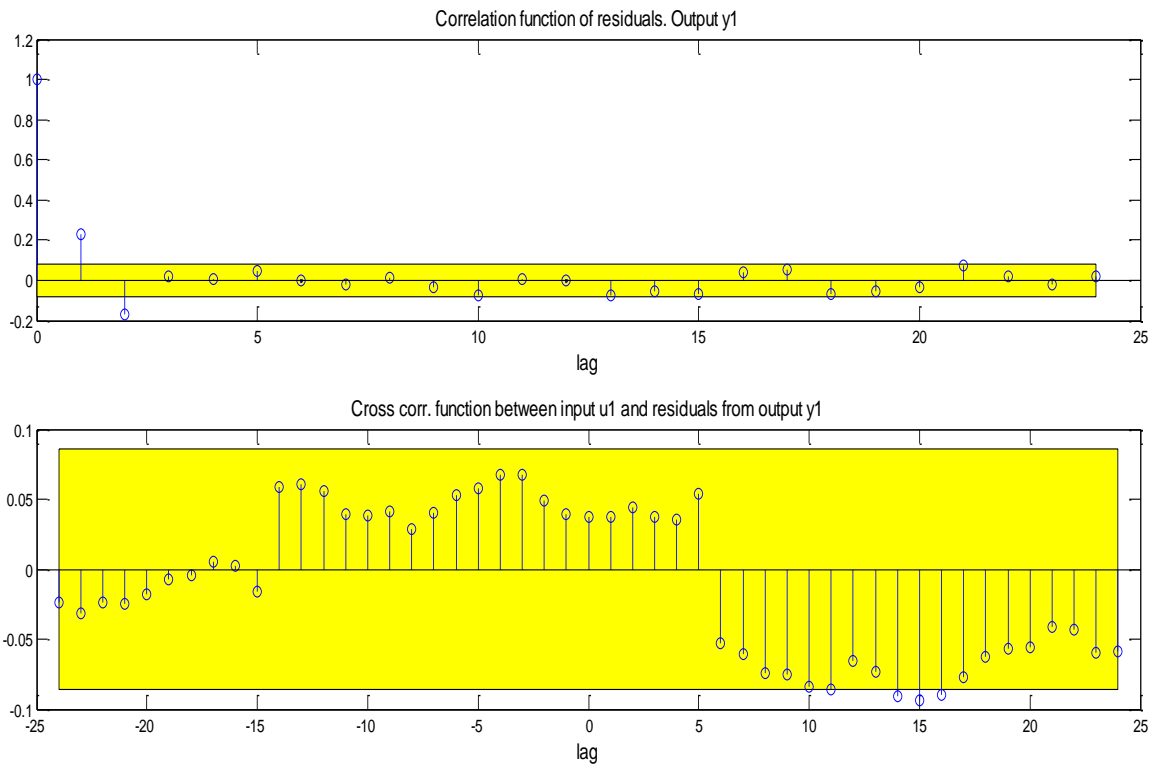 Correlation function of residuals. Output y1
1.2
1
0.8
0.6
0.4
0.2
0
-0.2
0 5 10 15 20 25
lag
Cross corr. function between input u1 and residuals from output y1
0.1
0.05
0
-0.05
-0.1
-25 -20 -15 -10 -5 0 5 10 15 20 25
lag